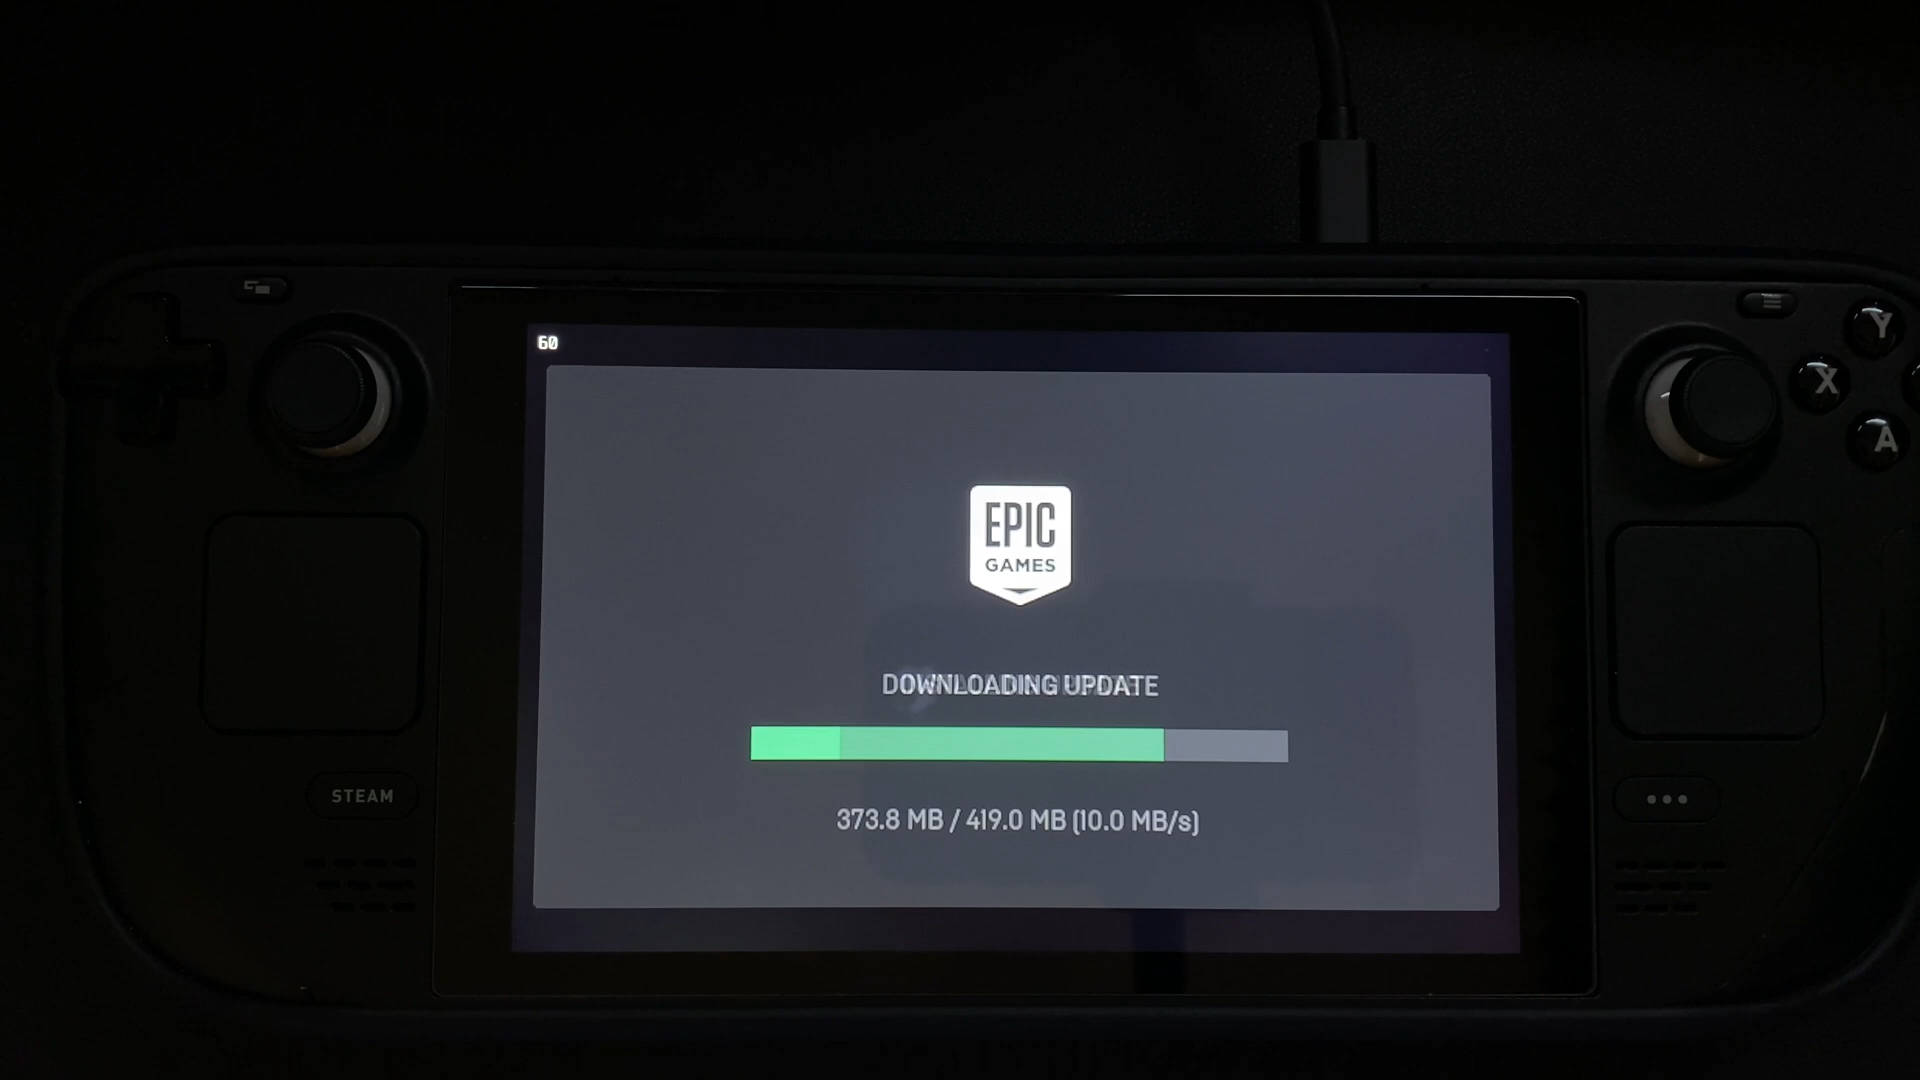 60
EPIC
GAMES
DOWNLOADING UPDATE
373.8 MB / 419.0 MB (10.0 MB/s)
STEAM
Y
X
A